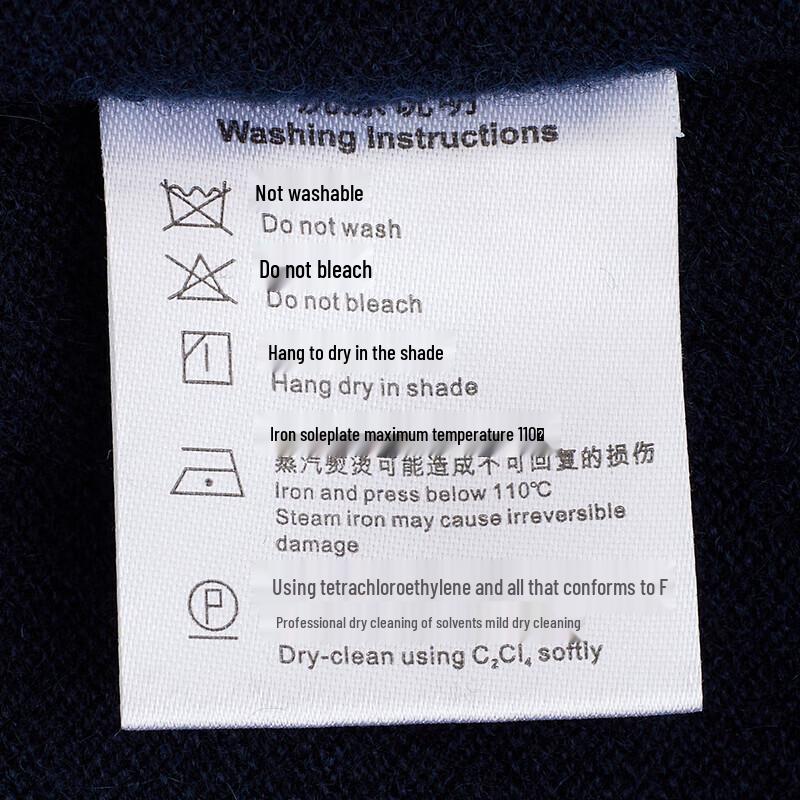 Washing Instructions
Not washable
Do not wash
Do not bleach
Do not bleach
Hang to dry in the shade
Hang dry in shade
Iron soleplate maximum temperature 110
蒸汽熨烫可能造成不可回复的损伤
Iron and press below 110℃
Steam iron may cause irreversible
damage
P
Using tetrachloroethylene and all that conforms to F
Professional dry cleaning of solvents mild dry cleaning
Dry-clean using C₂Cl₄ softly